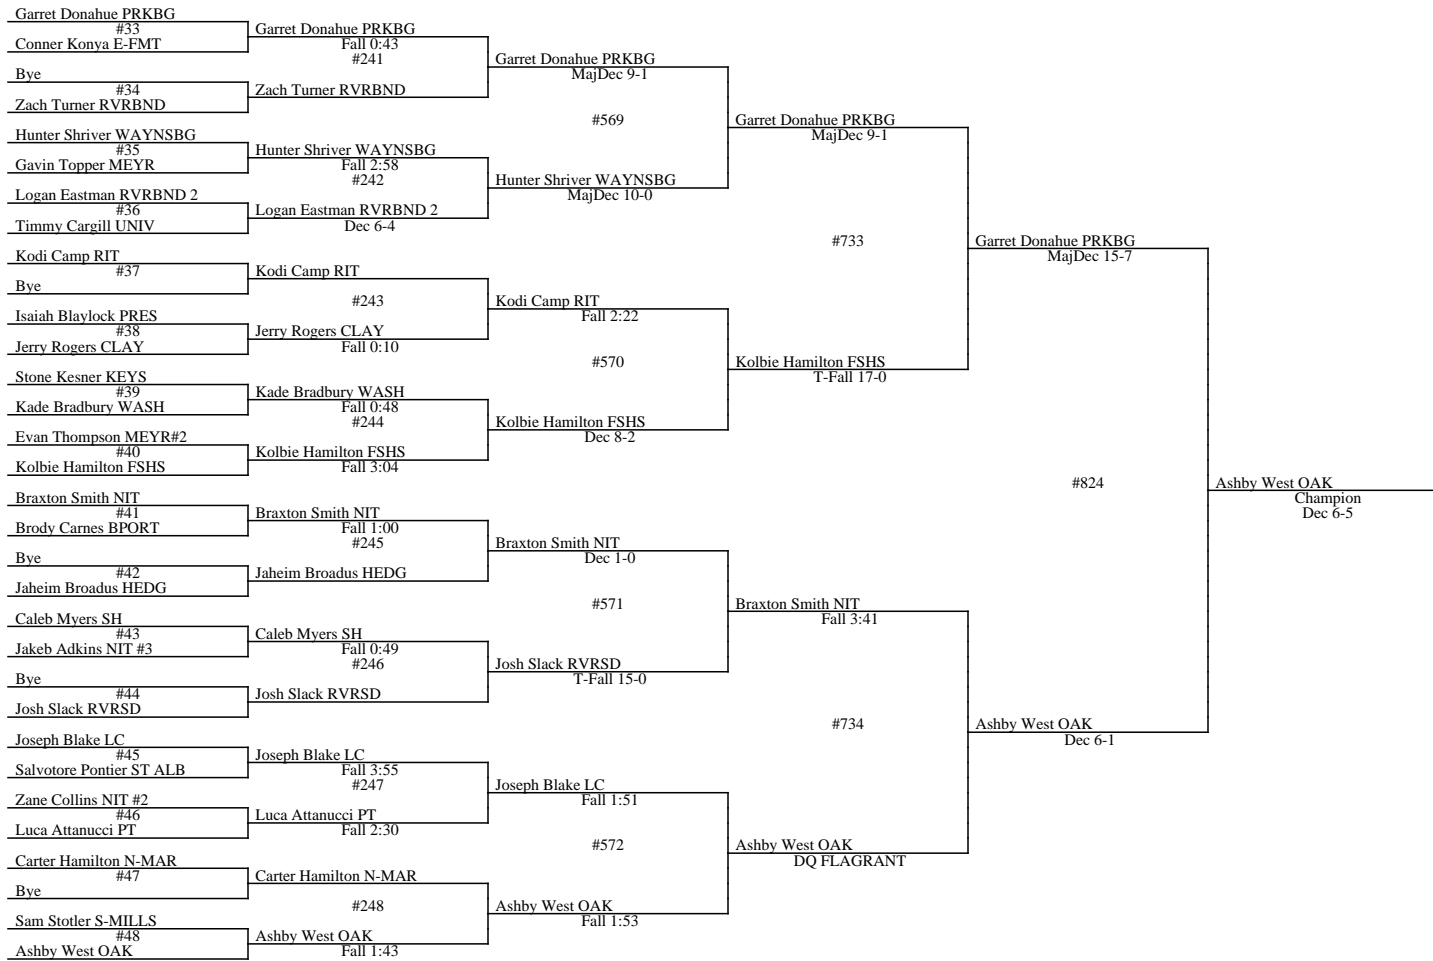 Garret Donahue PRKBG
#33
Conner Konya E-FMT
Bye
#34
Zach Turner RVRBND
Hunter Shriver WAYNSBG
#35
Gavin Topper MEYR
Logan Eastman RVRBND 2
#36
Timmy Cargill UNIV
Kodi Camp RIT
#37
Bye
Isaiah Blaylock PRES
#38
Jerry Rogers CLAY
Stone Kesner KEYS
#39
Kade Bradbury WASH
Evan Thompson MEYR#2
#40
Kolbie Hamilton FSHS
Braxton Smith NIT
#41
Brody Carnes BPORT
Bye
#42
Jaheim Broadus HEDG
Caleb Myers SH
#43
Jakeb Adkins NIT #3
Bye
#44
Josh Slack RVRSD
Joseph Blake LC
#45
Salvotore Pontier ST ALB
Zane Collins NIT #2
#46
Luca Attanucci PT
Carter Hamilton N-MAR
#47
Bye
Sam Stotler S-MILLS
#48
Ashby West OAK
Garret Donahue PRKBG
Fall 0:43
#241
Zach Turner RVRBND
Hunter Shriver WAYNSBG
Fall 2:58
#242
Logan Eastman RVRBND 2
Dec 6-4
Kodi Camp RIT
#243
Jerry Rogers CLAY
Fall 0:10
Kade Bradbury WASH
Fall 0:48
#244
Kolbie Hamilton FSHS
Fall 3:04
Braxton Smith NIT
Fall 1:00
#245
Jaheim Broadus HEDG
Caleb Myers SH
Fall 0:49
#246
Josh Slack RVRSD
Joseph Blake LC
Fall 3:55
#247
Luca Attanucci PT
Fall 2:30
Carter Hamilton N-MAR
#248
Ashby West OAK
Fall 1:43
Garret Donahue PRKBG
MajDec 9-1
#569
Hunter Shriver WAYNSBG
MajDec 10-0
Kodi Camp RIT
Fall 2:22
#570
Kolbie Hamilton FSHS
Dec 8-2
Braxton Smith NIT
Dec 1-0
#571
Josh Slack RVRSD
T-Fall 15-0
Joseph Blake LC
Fall 1:51
#572
Ashby West OAK
Fall 1:53
Garret Donahue PRKBG
MajDec 9-1
#733
Kolbie Hamilton FSHS
T-Fall 17-0
Braxton Smith NIT
Fall 3:41
#734
Ashby West OAK
DQ FLAGRANT
Garret Donahue PRKBG
MajDec 15-7
#824
Ashby West OAK
Dec 6-1
Ashby West OAK
Champion
Dec 6-5